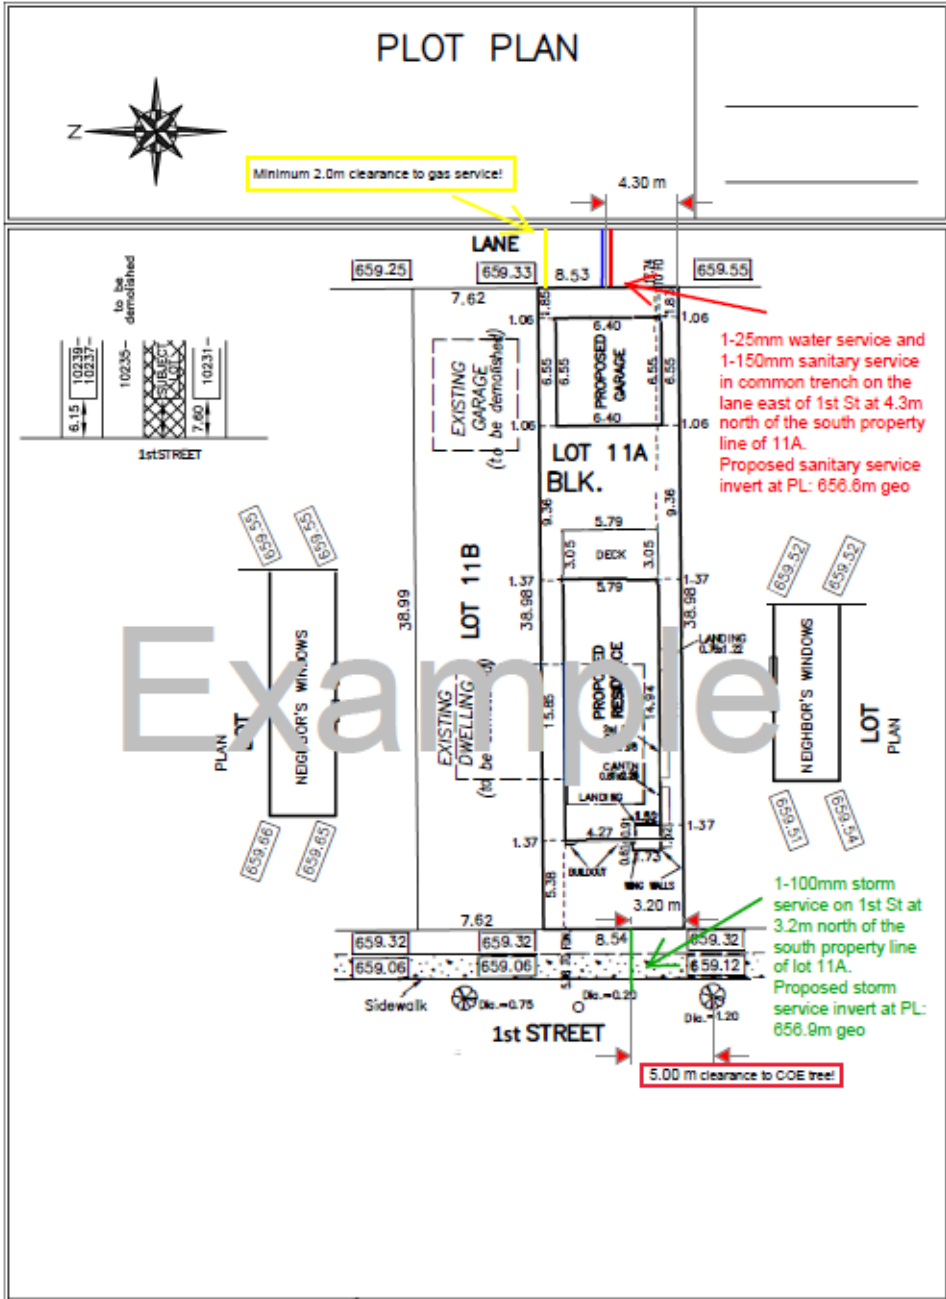 PLOT PLAN
Z
Minimum 2.0m clearance to gas service!
4.30 m
LANE
659.25
659.33
8.53
659.55
7.62
1.85
1.06
6.40
1.06
6.55
6.55
PROPOSED
GARAGE
6.55
6.55
6.40
1.06
1.06
to be
demolished
10239
10237
10235
SUBJECT
LOT
10231
6.15
7.60
1stSTREET
EXISTING
GARAGE
(to be demolished)
1-25mm water service and
1-150mm sanitary service
in common trench on the
lane east of 1st St at 4.3m
north of the south property
line of 11A.
Proposed sanitary service
invert at PL: 656.6m geo
LOT 11A
BLK.
9.36
9.36
5.79
3.05
DECK
3.05
1.37
5.79
1.37
38.99
LOT 11B
38.98
38.98
659.55
659.55
NEIGHBOR'S WINDOWS
659.66
659.65
LOT
PLAN
659.52
659.52
NEIGHBOR'S WINDOWS
659.51
659.54
LOT
PLAN
Example
EXISTING
DWELLING
15.85
PROPOSED
RESIDENCE
14.94
LANDING
CANT'N
LANDING
1.37
4.27
1.37
1.73
BUILDOUT
WING WALLS
5.38
3.20 m
7.62
8.54
659.32
659.32
659.32
659.06
659.06
659.12
Sidewalk
Dia.=0.75
Dia.=0.20
Dia.=1.20
1st STREET
1-100mm storm
service on 1st St at
3.2m north of the
south property line
of lot 11A.
Proposed storm
service invert at PL:
656.9m geo
5.00 m clearance to COE tree!